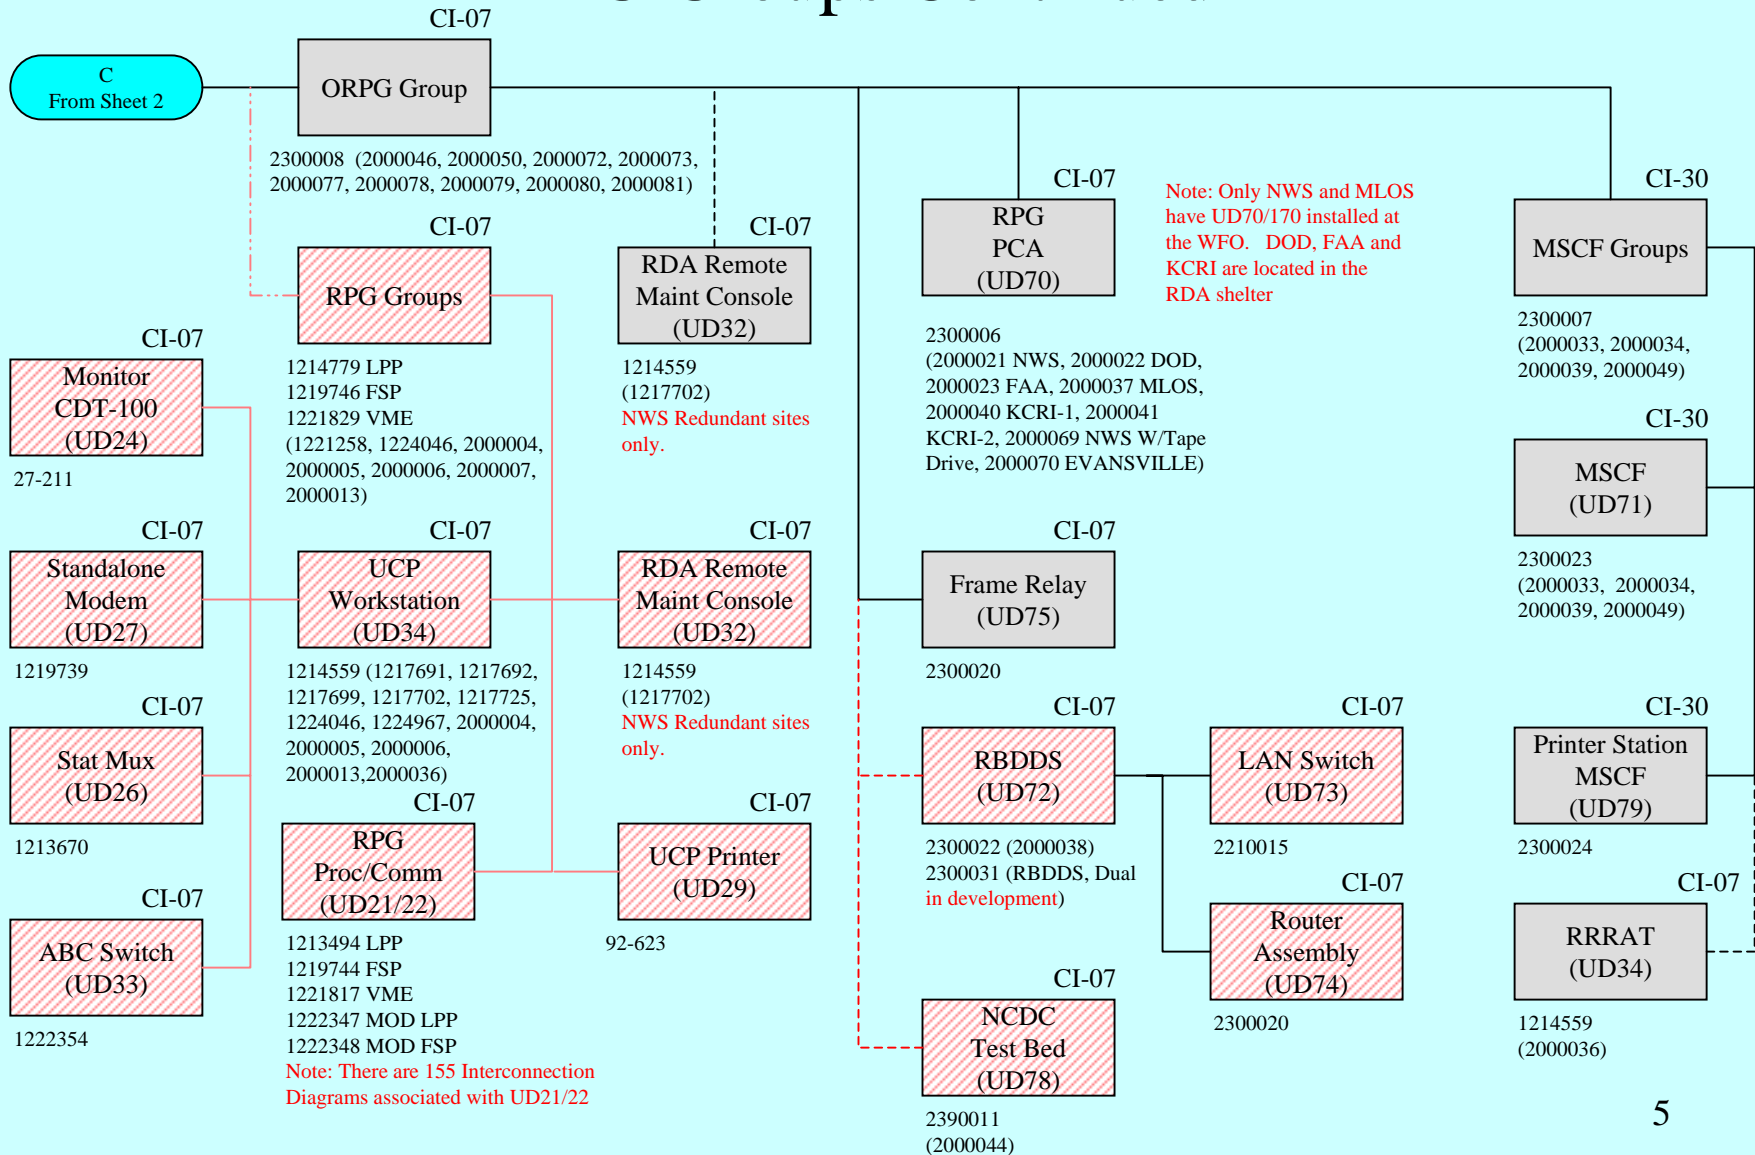 CI-07
C
From Sheet 2
ORPG Group
2300008  (2000046, 2000050, 2000072, 2000073,
2000077, 2000078, 2000079, 2000080, 2000081)
CI-07
RPG Groups
1214779 LPP
1219746 FSP
1221829 VME
(1221258, 1224046, 2000004,
2000005, 2000006, 2000007,
2000013)
CI-07
RDA Remote
Maint Console
(UD32)
1214559
(1217702)
NWS Redundant sites
only.
CI-07
RPG
PCA
(UD70)
2300006
(2000021 NWS, 2000022 DOD,
2000023 FAA, 2000037 MLOS,
2000040 KCRI-1, 2000041
KCRI-2, 2000069 NWS W/Tape
Drive, 2000070 EVANSVILLE)
Note: Only NWS and MLOS
have UD70/170 installed at
the WFO.   DOD, FAA and
KCRI are located in the
RDA shelter
CI-30
MSCF Groups
2300007
(2000033, 2000034,
2000039, 2000049)
CI-07
Monitor
CDT-100
(UD24)
27-211
CI-30
MSCF
(UD71)
2300023
(2000033,  2000034,
2000039, 2000049)
CI-07
Standalone
Modem
(UD27)
1219739
CI-07
UCP
Workstation
(UD34)
1214559 (1217691, 1217692,
1217699, 1217702, 1217725,
1224046, 1224967, 2000004,
2000005, 2000006,
2000013,2000036)
CI-07
RDA Remote
Maint Console
(UD32)
1214559
(1217702)
NWS Redundant sites
only.
CI-07
Frame Relay
(UD75)
2300020
CI-07
Stat Mux
(UD26)
1213670
CI-07
RPG
Proc/Comm
(UD21/22)
1213494 LPP
1219744 FSP
1221817 VME
1222347 MOD LPP
1222348 MOD FSP
Note: There are 155 Interconnection
Diagrams associated with UD21/22
CI-07
UCP Printer
(UD29)
92-623
CI-07
RBDDS
(UD72)
2300022 (2000038)
2300031 (RBDDS, Dual
in development)
CI-07
LAN Switch
(UD73)
2210015
CI-30
Printer Station
MSCF
(UD79)
2300024
CI-07
ABC Switch
(UD33)
1222354
CI-07
Router
Assembly
(UD74)
2300020
CI-07
RRRAT
(UD34)
1214559
(2000036)
CI-07
NCDC
Test Bed
(UD78)
2390011
(2000044)
5